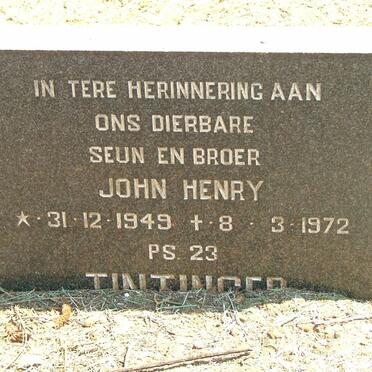 IN TERE HERINNERING AAN
ONS DIERBARE
SEUN EN BROER
JOHN HENRY
★ · 31 · 12 · 1949 ✝ · 8 · 3 · 1972
PS. 23
TINTINGER